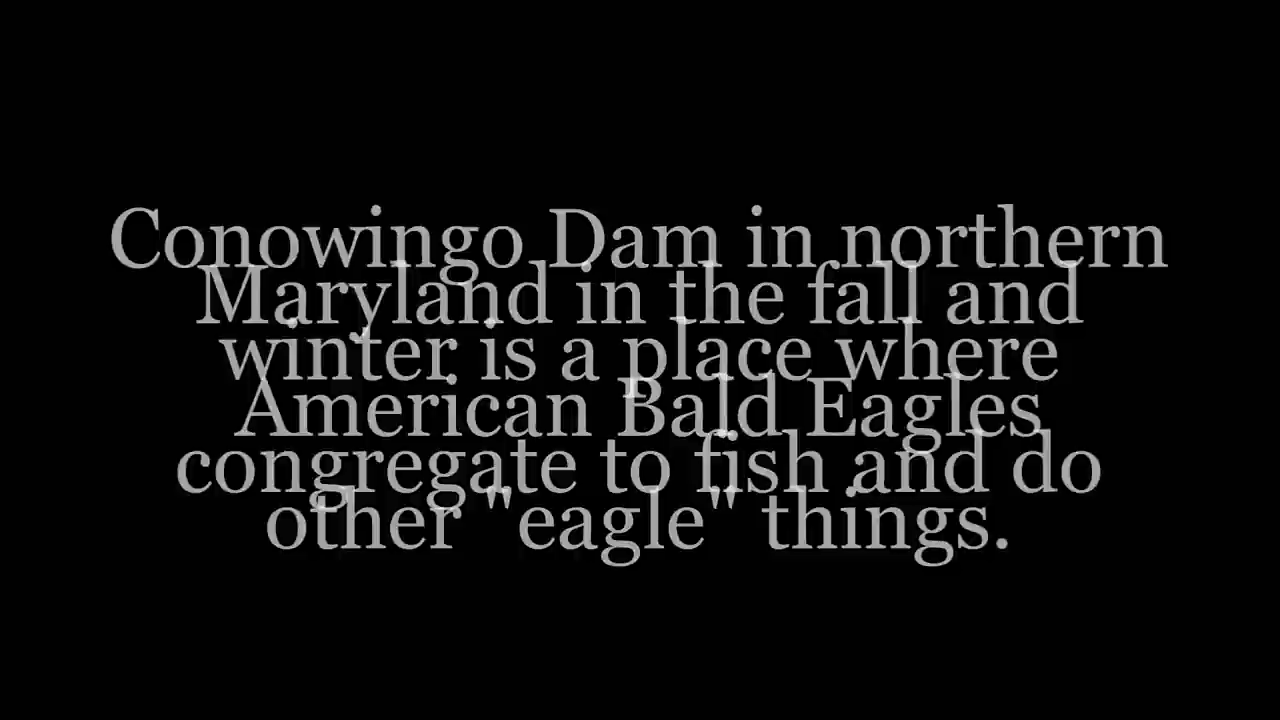 Conowingo Dam in northern
Maryland in the fall and
winter is a place where
American Bald Eagles
congregate to fish and do
other "eagle" things.